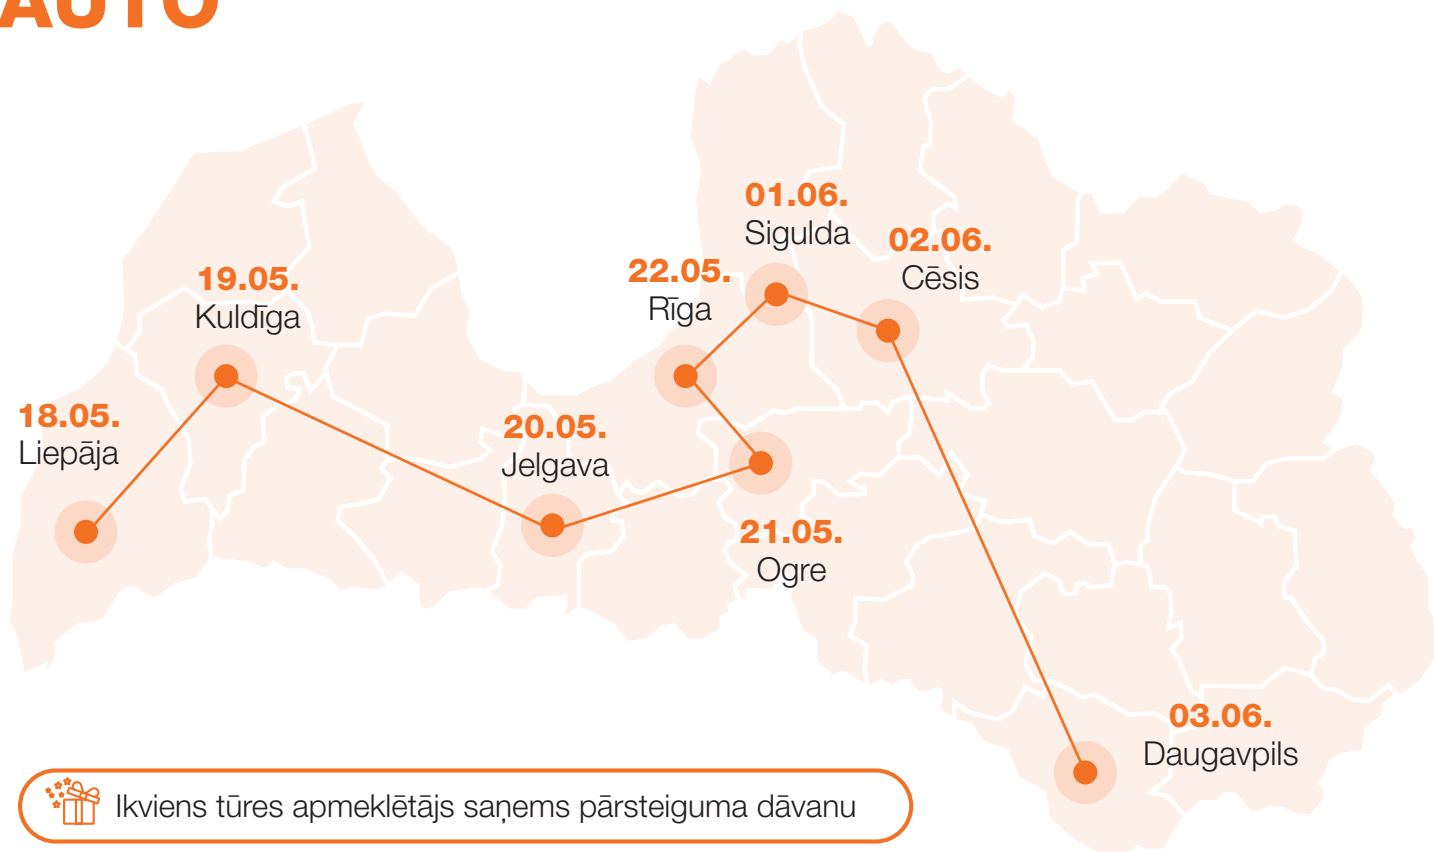 AUTO
01.06.
Sigulda
02.06.
Cēsis
22.05.
Rīga
19.05.
Kuldīga
18.05.
Liepāja
20.05.
Jelgava
21.05.
Ogre
03.06.
Daugavpils
Ikviens tūres apmeklētājs saņems pārsteiguma dāvanu